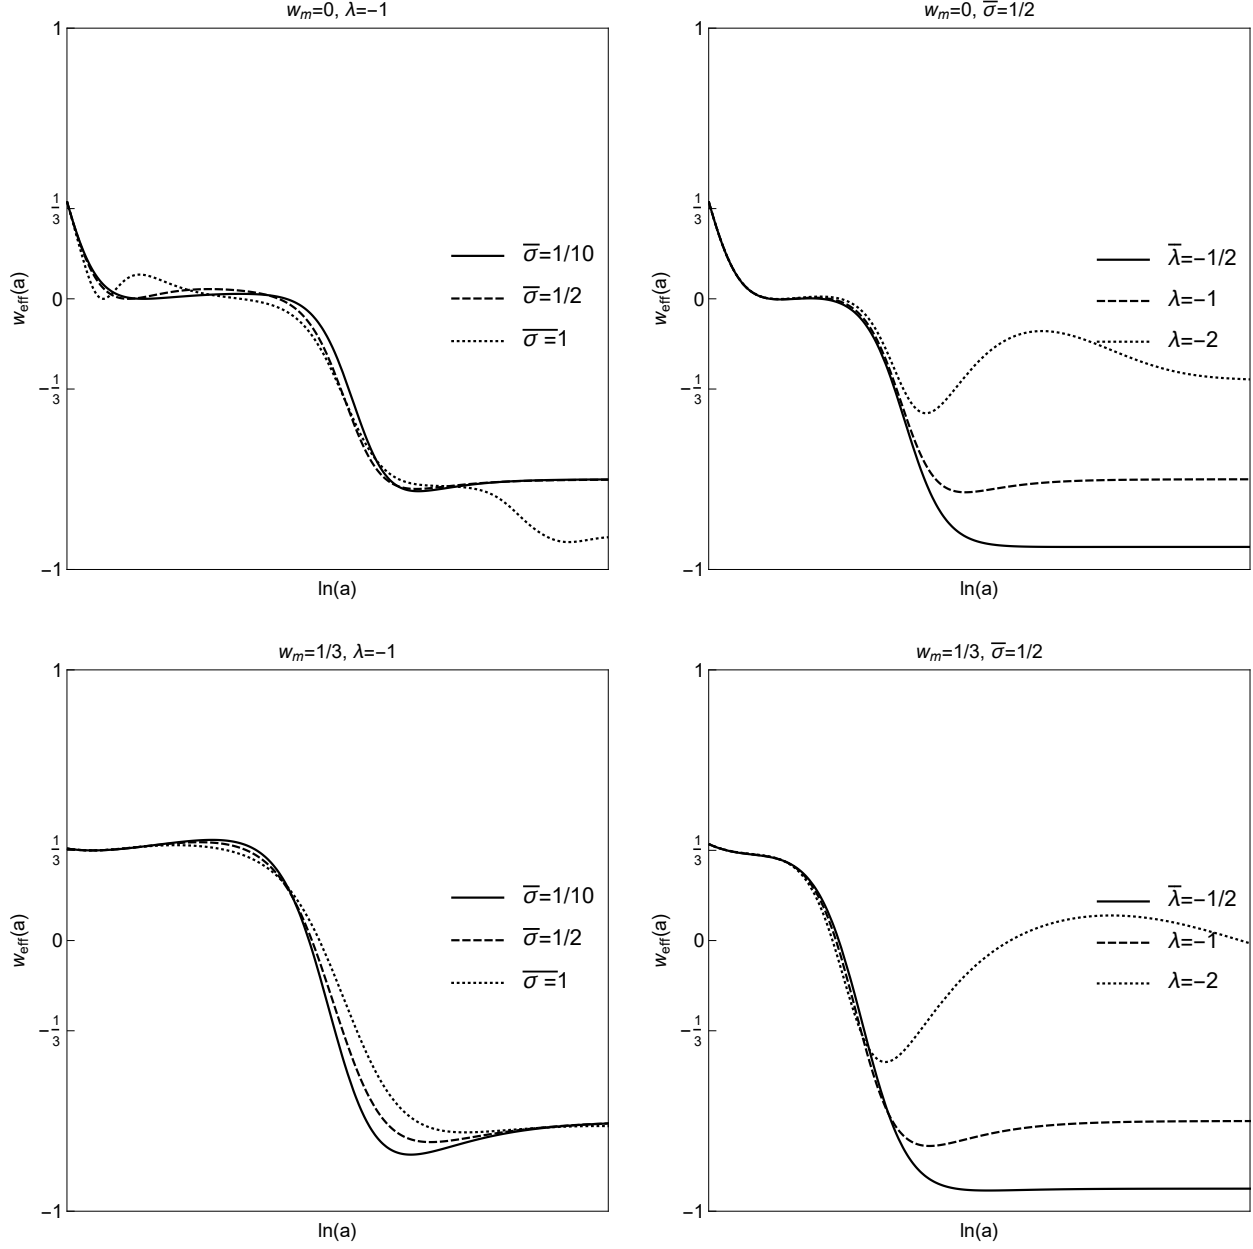 w_m=0, λ=-1
1
1/3
0
-1/3
-1
w_eff(a)
ln(a)
σ̅=1/10
σ̅=1/2
σ̅=1
w_m=0, σ̅=1/2
1
1/3
0
-1/3
-1
w_eff(a)
ln(a)
λ̅=-1/2
λ=-1
λ=-2
w_m=1/3, λ=-1
1
1/3
0
-1/3
-1
w_eff(a)
ln(a)
σ̅=1/10
σ̅=1/2
σ̅=1
w_m=1/3, σ̅=1/2
1
1/3
0
-1/3
-1
w_eff(a)
ln(a)
λ̅=-1/2
λ=-1
λ=-2